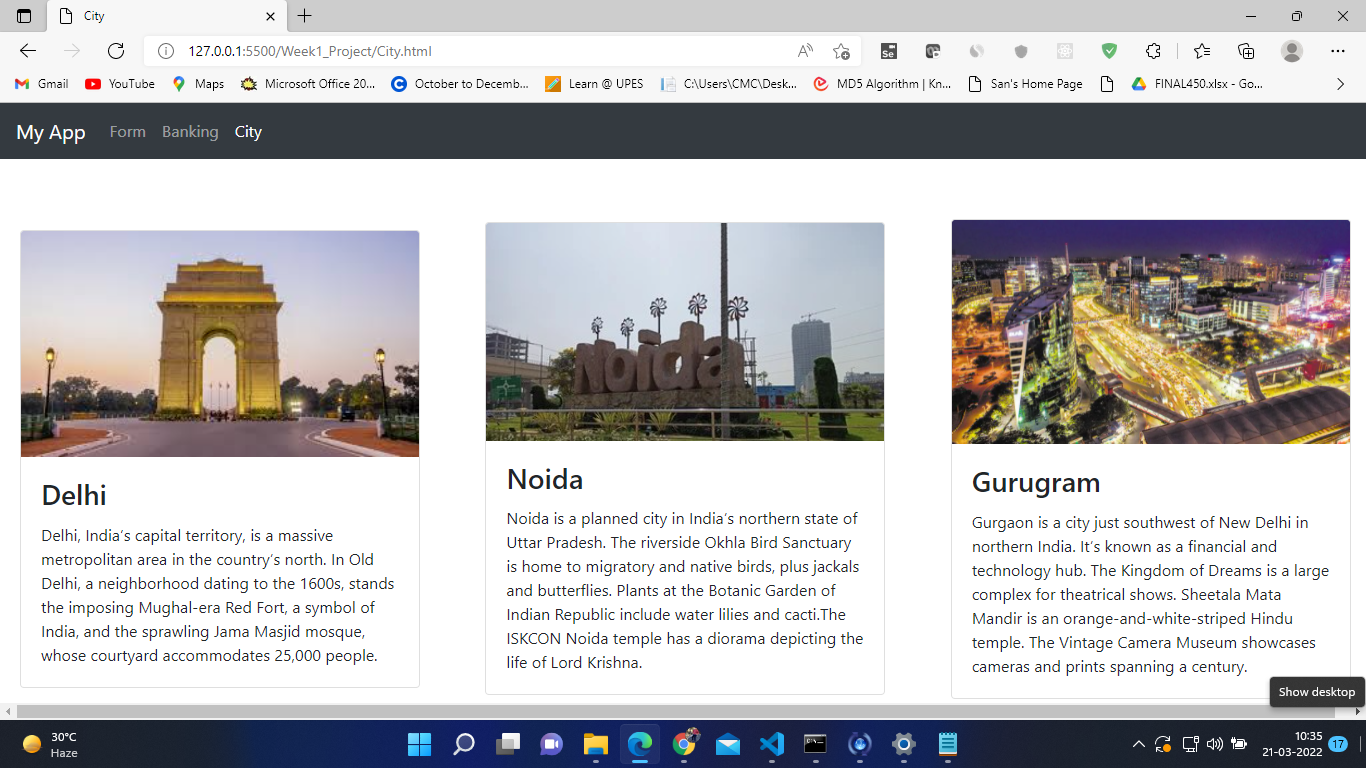 City
127.0.0.1:5500/Week1_Project/City.html
Gmail
YouTube
Maps
Microsoft Office 20...
October to Decemb...
Learn @ UPES
C:\Users\CMC\Desk...
MD5 Algorithm | Kn...
San's Home Page
FINAL450.xlsx - Go...
My App
Form
Banking
City
Noida
Delhi
Delhi, India's capital territory, is a massive
metropolitan area in the country's north. In Old
Delhi, a neighborhood dating to the 1600s, stands
the imposing Mughal-era Red Fort, a symbol of
India, and the sprawling Jama Masjid mosque,
whose courtyard accommodates 25,000 people.
Noida
Noida is a planned city in India's northern state of
Uttar Pradesh. The riverside Okhla Bird Sanctuary
is home to migratory and native birds, plus jackals
and butterflies. Plants at the Botanic Garden of
Indian Republic include water lilies and cacti.The
ISKCON Noida temple has a diorama depicting the
life of Lord Krishna.
Gurugram
Gurgaon is a city just southwest of New Delhi in
northern India. It's known as a financial and
technology hub. The Kingdom of Dreams is a large
complex for theatrical shows. Sheetala Mata
Mandir is an orange-and-white-striped Hindu
temple. The Vintage Camera Museum showcases
cameras and prints spanning a century.
Show desktop
30°C
Haze
10:35
21-03-2022
17